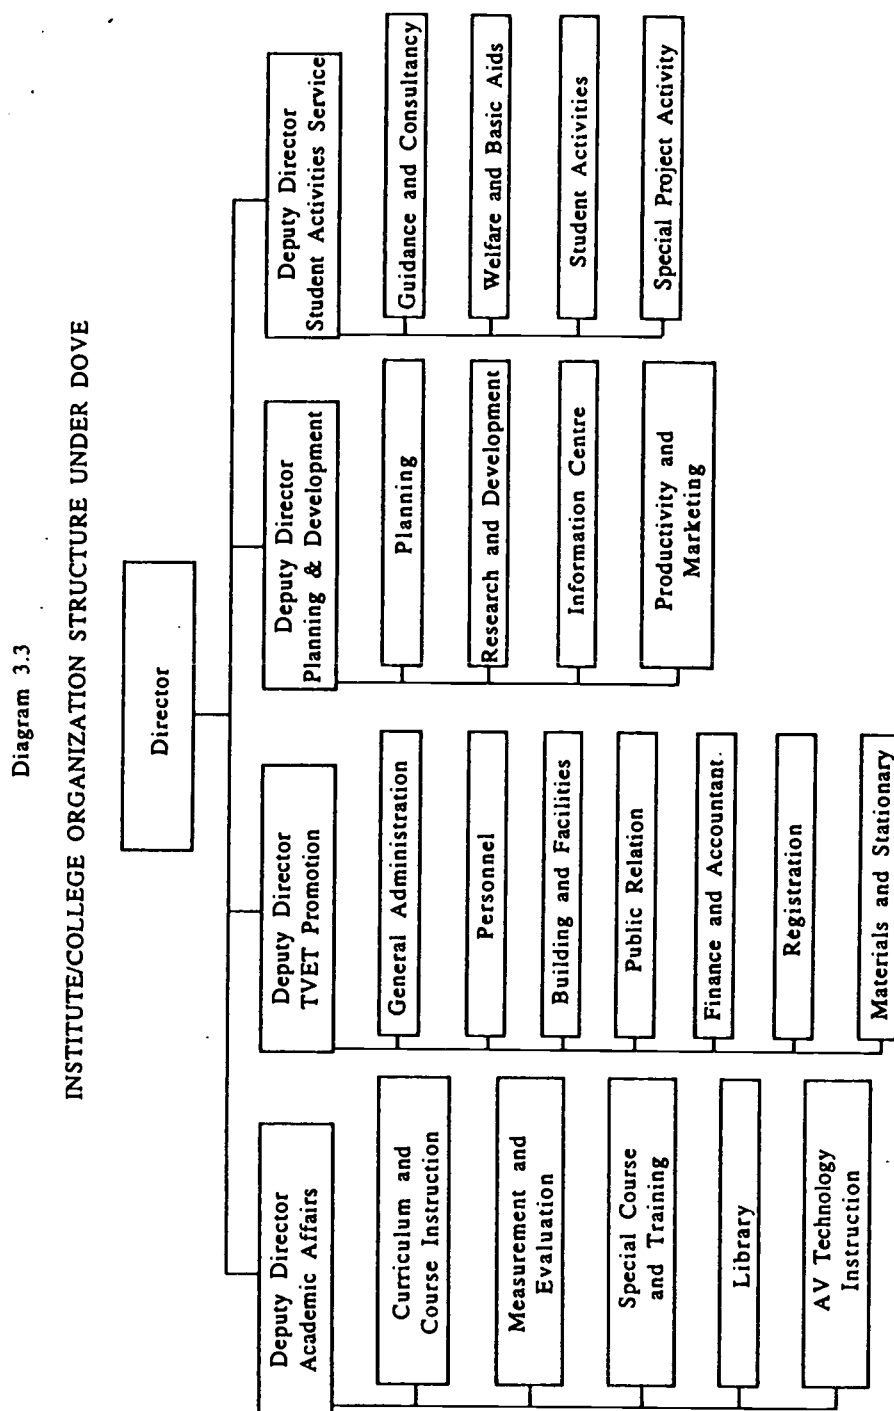 Diagram 3.3
INSTITUTE/COLLEGE ORGANIZATION STRUCTURE UNDER DOVE
Director
Deputy Director
Academic Affairs
Curriculum and
Course Instruction
Measurement and
Evaluation
Special Course
and Training
Library
AV Technology
Instruction
Deputy Director
TVET Promotion
General Administration
Personnel
Building and Facilities
Public Relation
Finance and Accountant.
Registration
Materials and Stationary
Deputy Director
Planning & Development
Planning
Research and Development
Information Centre
Productivity and
Marketing
Deputy Director
Student Activities Service
Guidance and Consultancy
Welfare and Basic Aids
Student Activities
Special Project Activity